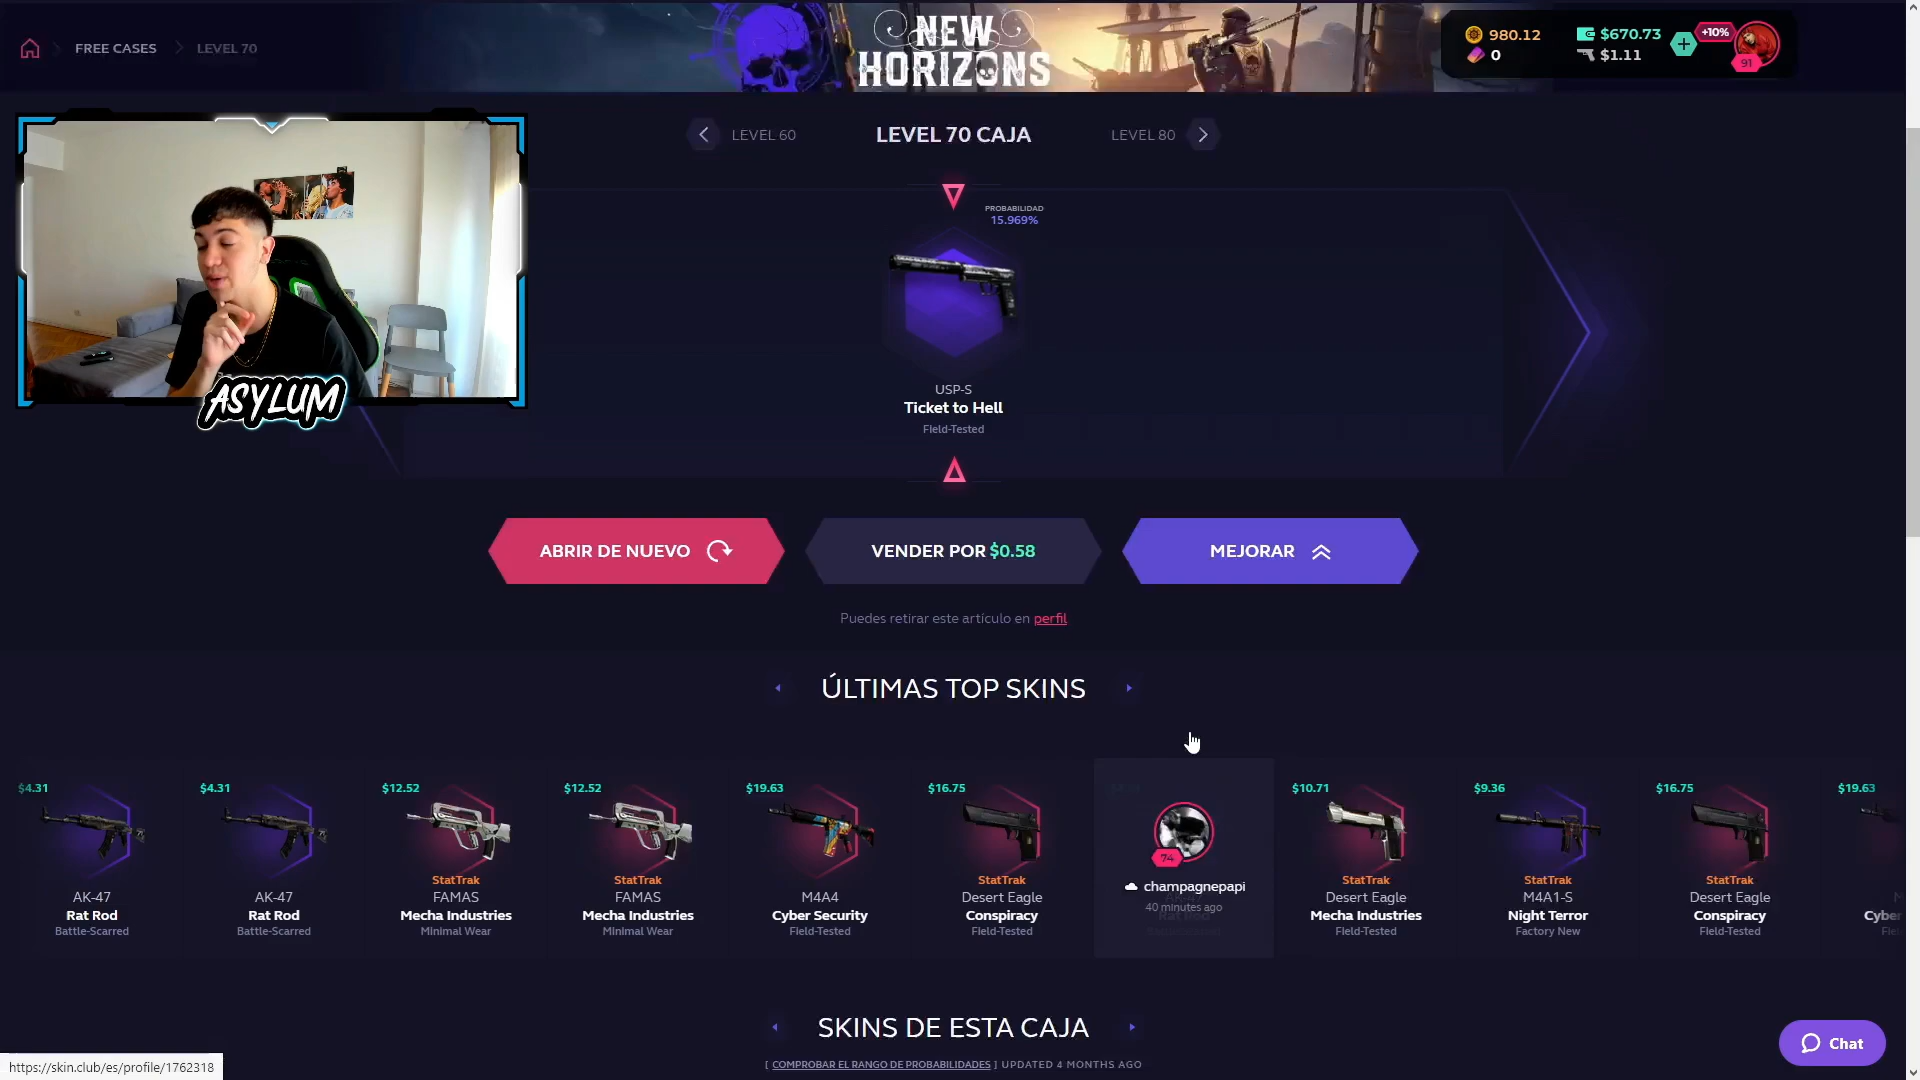 FREE CASES
LEVEL 70
NEW
HORIZONS
980.12
0
$670.73
$1.11
+10%
91
LEVEL 60
LEVEL 70 CAJA
LEVEL 80
PROBABILIDAD
15.969%
USP-S
Ticket to Hell
Field-Tested
ASYLUM
ABRIR DE NUEVO
VENDER POR $0.58
MEJORAR
Puedes retirar este artículo en perfil
ÚLTIMAS TOP SKINS
$4.31
AK-47
Rat Rod
Battle-Scarred
$4.31
AK-47
Rat Rod
Battle-Scarred
$12.52
StatTrak
FAMAS
Mecha Industries
Minimal Wear
$12.52
StatTrak
FAMAS
Mecha Industries
Minimal Wear
$19.63
M4A4
Cyber Security
Field-Tested
$16.75
StatTrak
Desert Eagle
Conspiracy
Field-Tested
74
champagnepapi
40 minutes ago
$10.71
StatTrak
Desert Eagle
Mecha Industries
Field-Tested
$9.36
StatTrak
M4A1-S
Night Terror
Factory New
$16.75
StatTrak
Desert Eagle
Conspiracy
Field-Tested
$19.63
Cyber
SKINS DE ESTA CAJA
[ COMPROBAR EL RANGO DE PROBABILIDADES ] UPDATED 4 MONTHS AGO
Chat
https://skin.club/es/profile/1762318